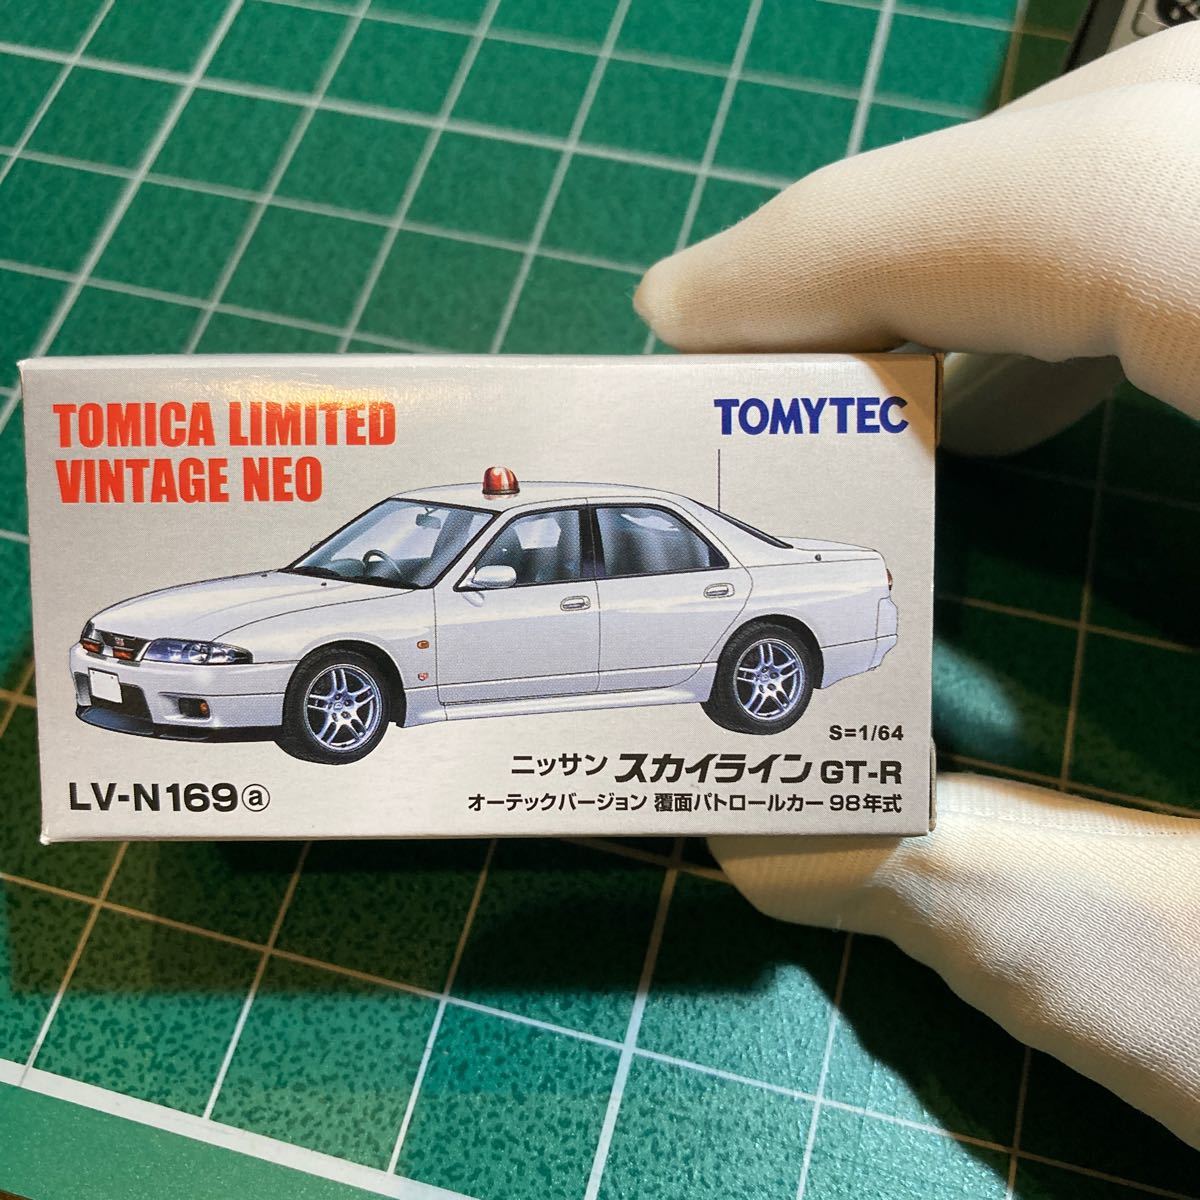 TOMICA LIMITED
VINTAGE NEO
TOMYTEC
S=1/64
ニッサン スカイライン GT-R
オーテックバージョン 覆面パトロールカー 98年式
LV-N169ⓐ